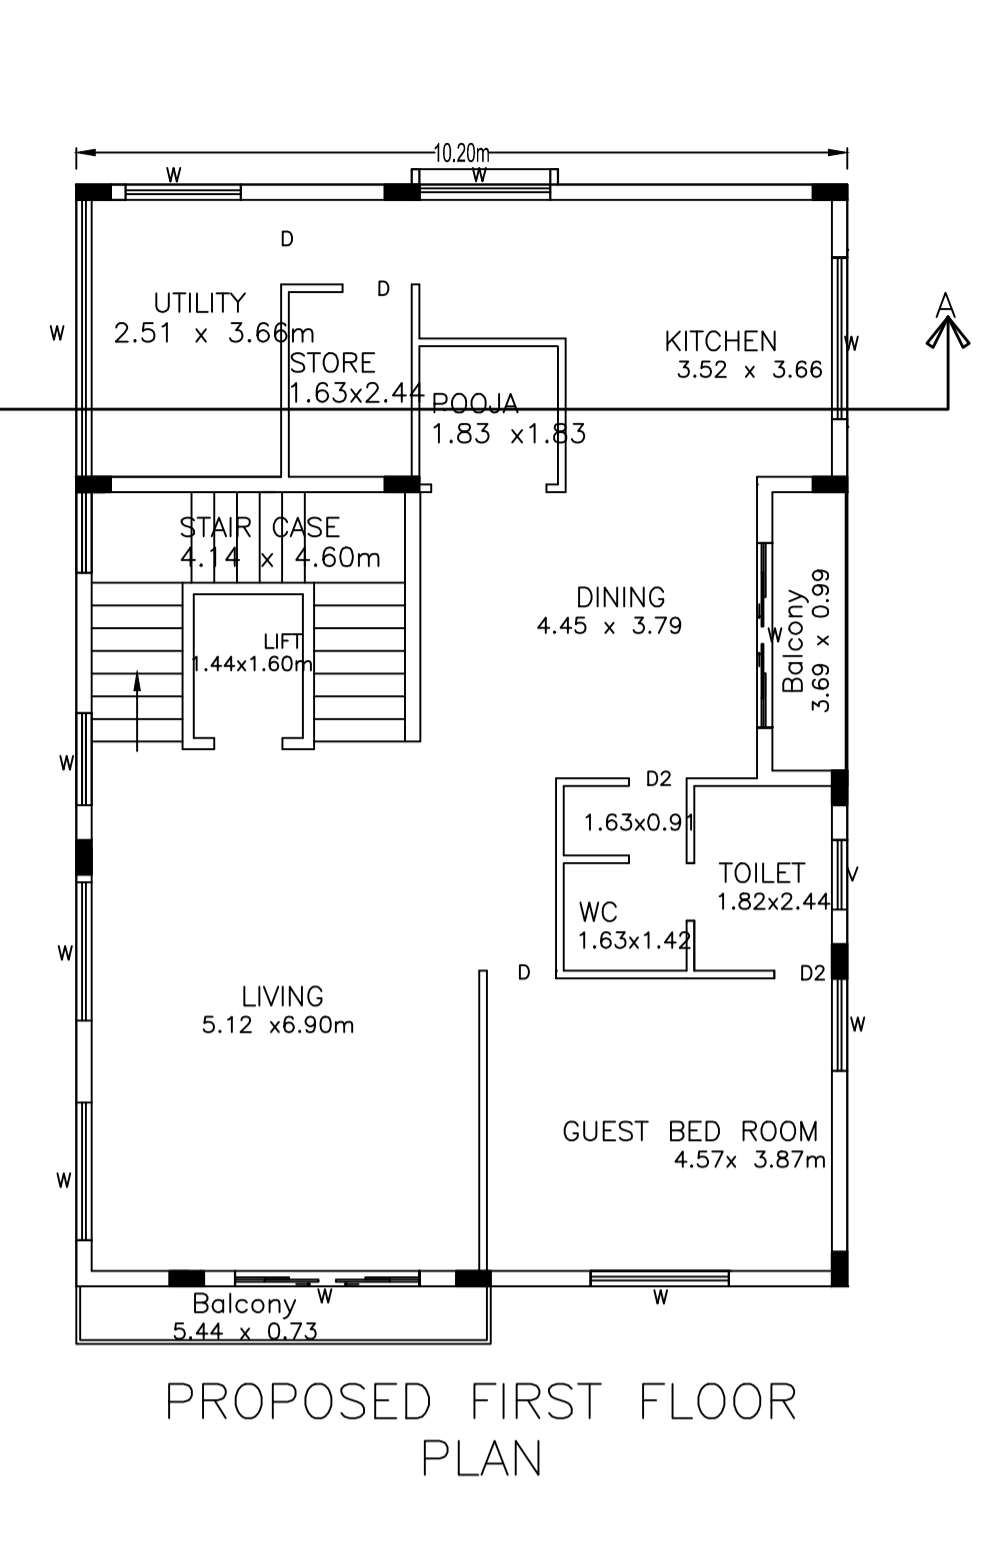 10.20m
W
W
D
D
A
UTILITY
2.51 x 3.66m
W
KITCHEN
3.52 x 3.66
W
STORE
1.63x2.44
POOJA
1.83 x1.83
STAIR CASE
4.14 x 4.60m
DINING
4.45 x 3.79
Balcony
3.69 x 0.99
W
LIFT
1.44x1.60m
W
D2
1.63x0.91
TOILET
1.82x2.44
V
WC
1.63x1.42
W
D
D2
LIVING
5.12 x6.90m
W
GUEST BED ROOM
4.57x 3.87m
W
W
W
Balcony
5.44 x 0.73
PROPOSED FIRST FLOOR
PLAN